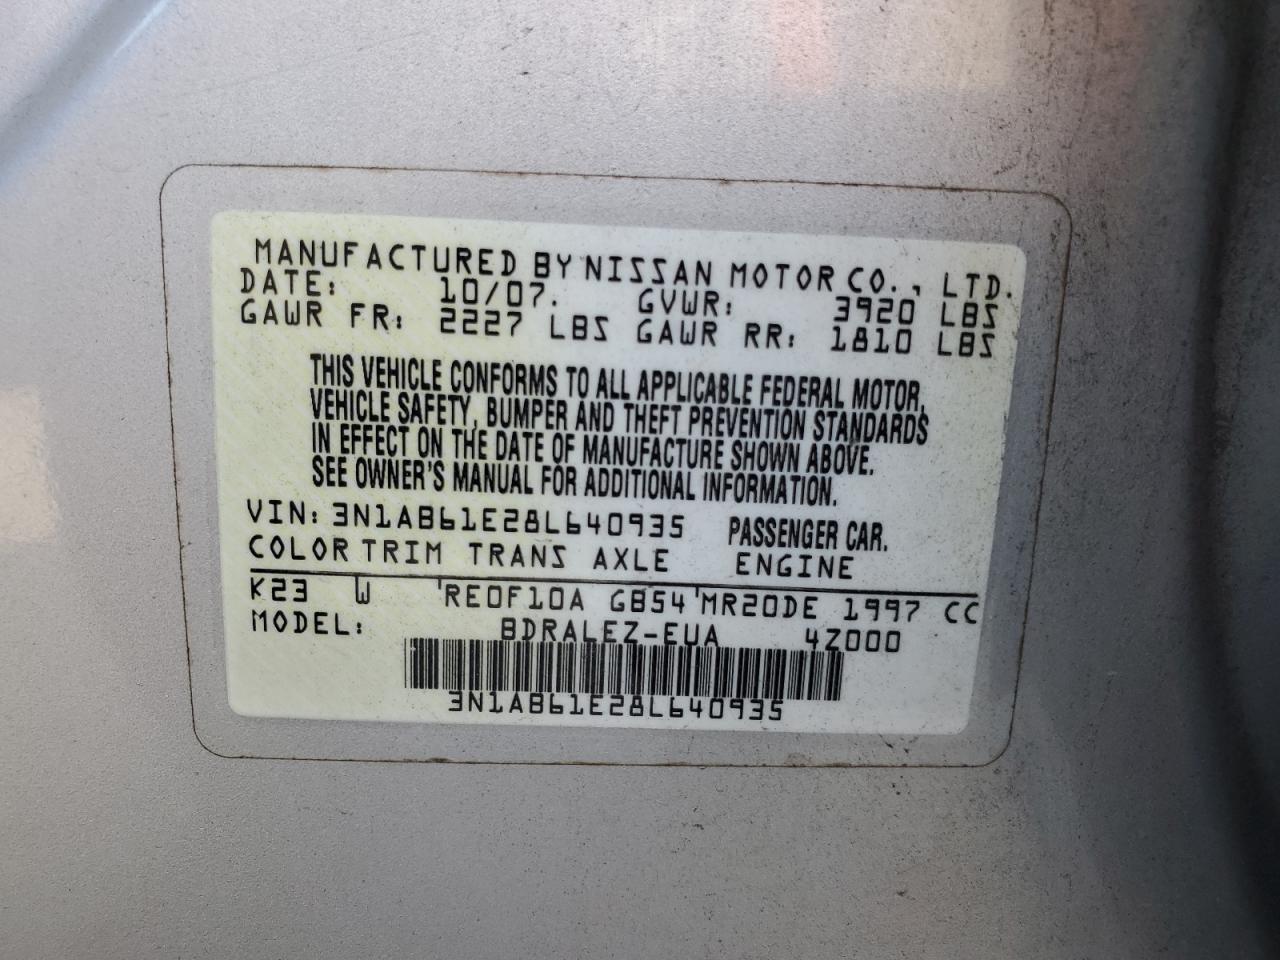 MANUFACTURED BY NISSAN MOTOR CO., LTD.
DATE: 10/07. GVWR: 3920 LBS
GAWR FR: 2227 LBS GAWR RR: 1810 LBS
THIS VEHICLE CONFORMS TO ALL APPLICABLE FEDERAL MOTOR,
VEHICLE SAFETY, BUMPER AND THEFT PREVENTION STANDARDS
IN EFFECT ON THE DATE OF MANUFACTURE SHOWN ABOVE.
SEE OWNER'S MANUAL FOR ADDITIONAL INFORMATION.
VIN: 3N1AB61E28L640935 PASSENGER CAR.
COLOR TRIM TRANS AXLE ENGINE
K23 W 'RE0F10A GB54 'MR20DE 1997 CC
MODEL: BDRALEZ-EUA 4Z000
3N1AB61E28L640935